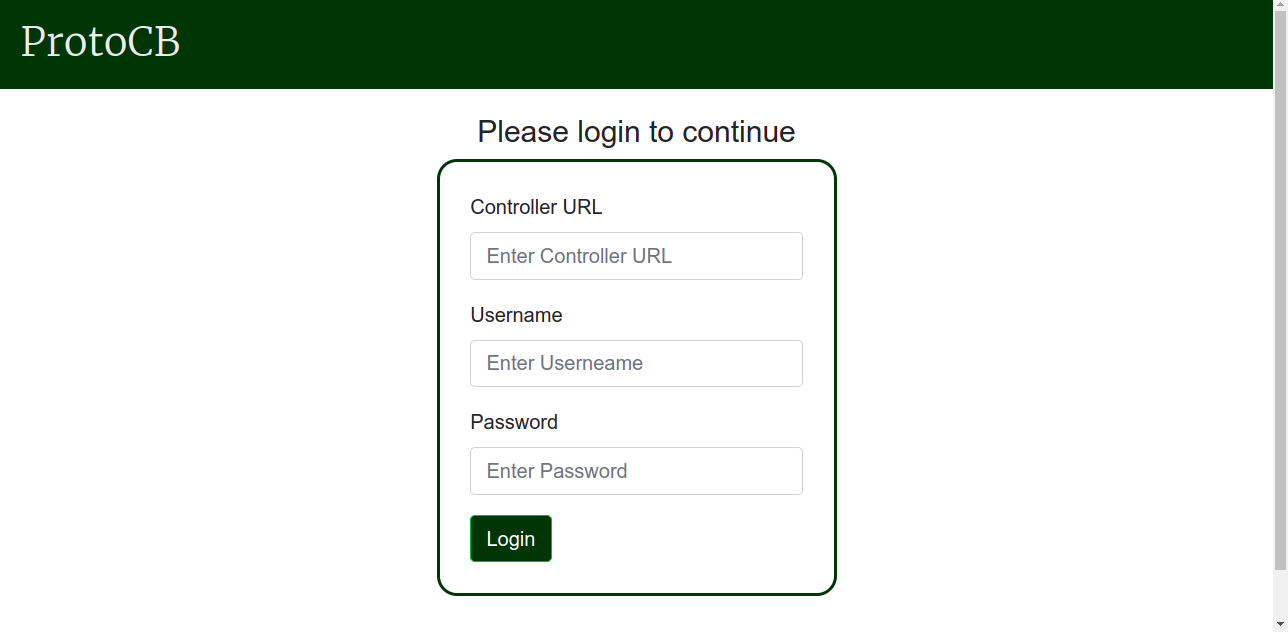 ProtoCB
Please login to continue
Controller URL
Enter Controller URL
Username
Enter Userneame
Password
Enter Password
Login